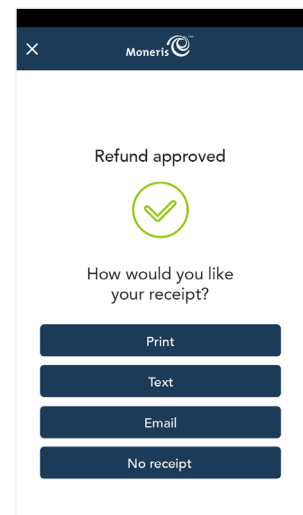 Moneris
Refund approved
How would you like
your receipt?
Print
Text
Email
No receipt